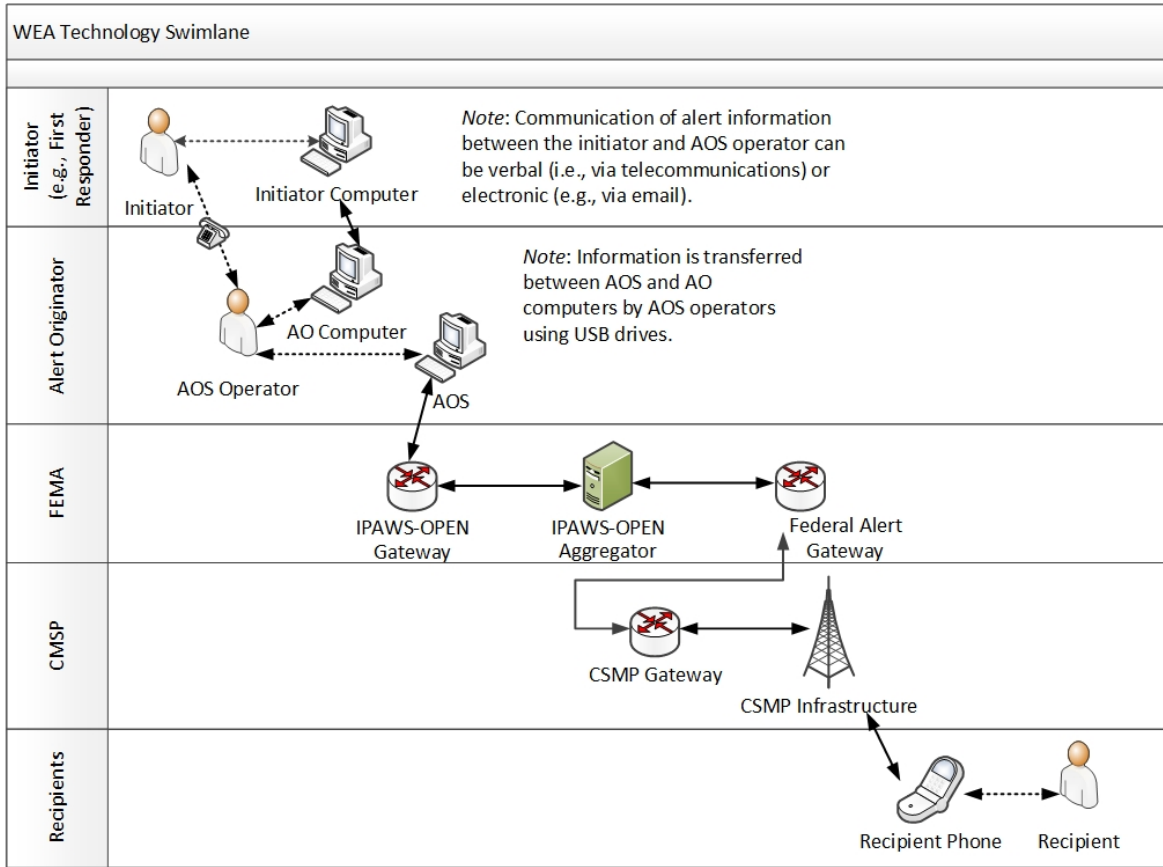 WEA Technology Swimlane
Initiator
(e.g., First
Responder)
Initiator
Initiator Computer
Note: Communication of alert information
between the initiator and AOS operator can
be verbal (i.e., via telecommunications) or
electronic (e.g., via email).
Alert Originator
AOS Operator
AO Computer
AOS
Note: Information is transferred
between AOS and AO
computers by AOS operators
using USB drives.
FEMA
IPAWS-OPEN
Gateway
IPAWS-OPEN
Aggregator
Federal Alert
Gateway
CMSP
CSMP Gateway
CSMP Infrastructure
Recipients
Recipient Phone
Recipient